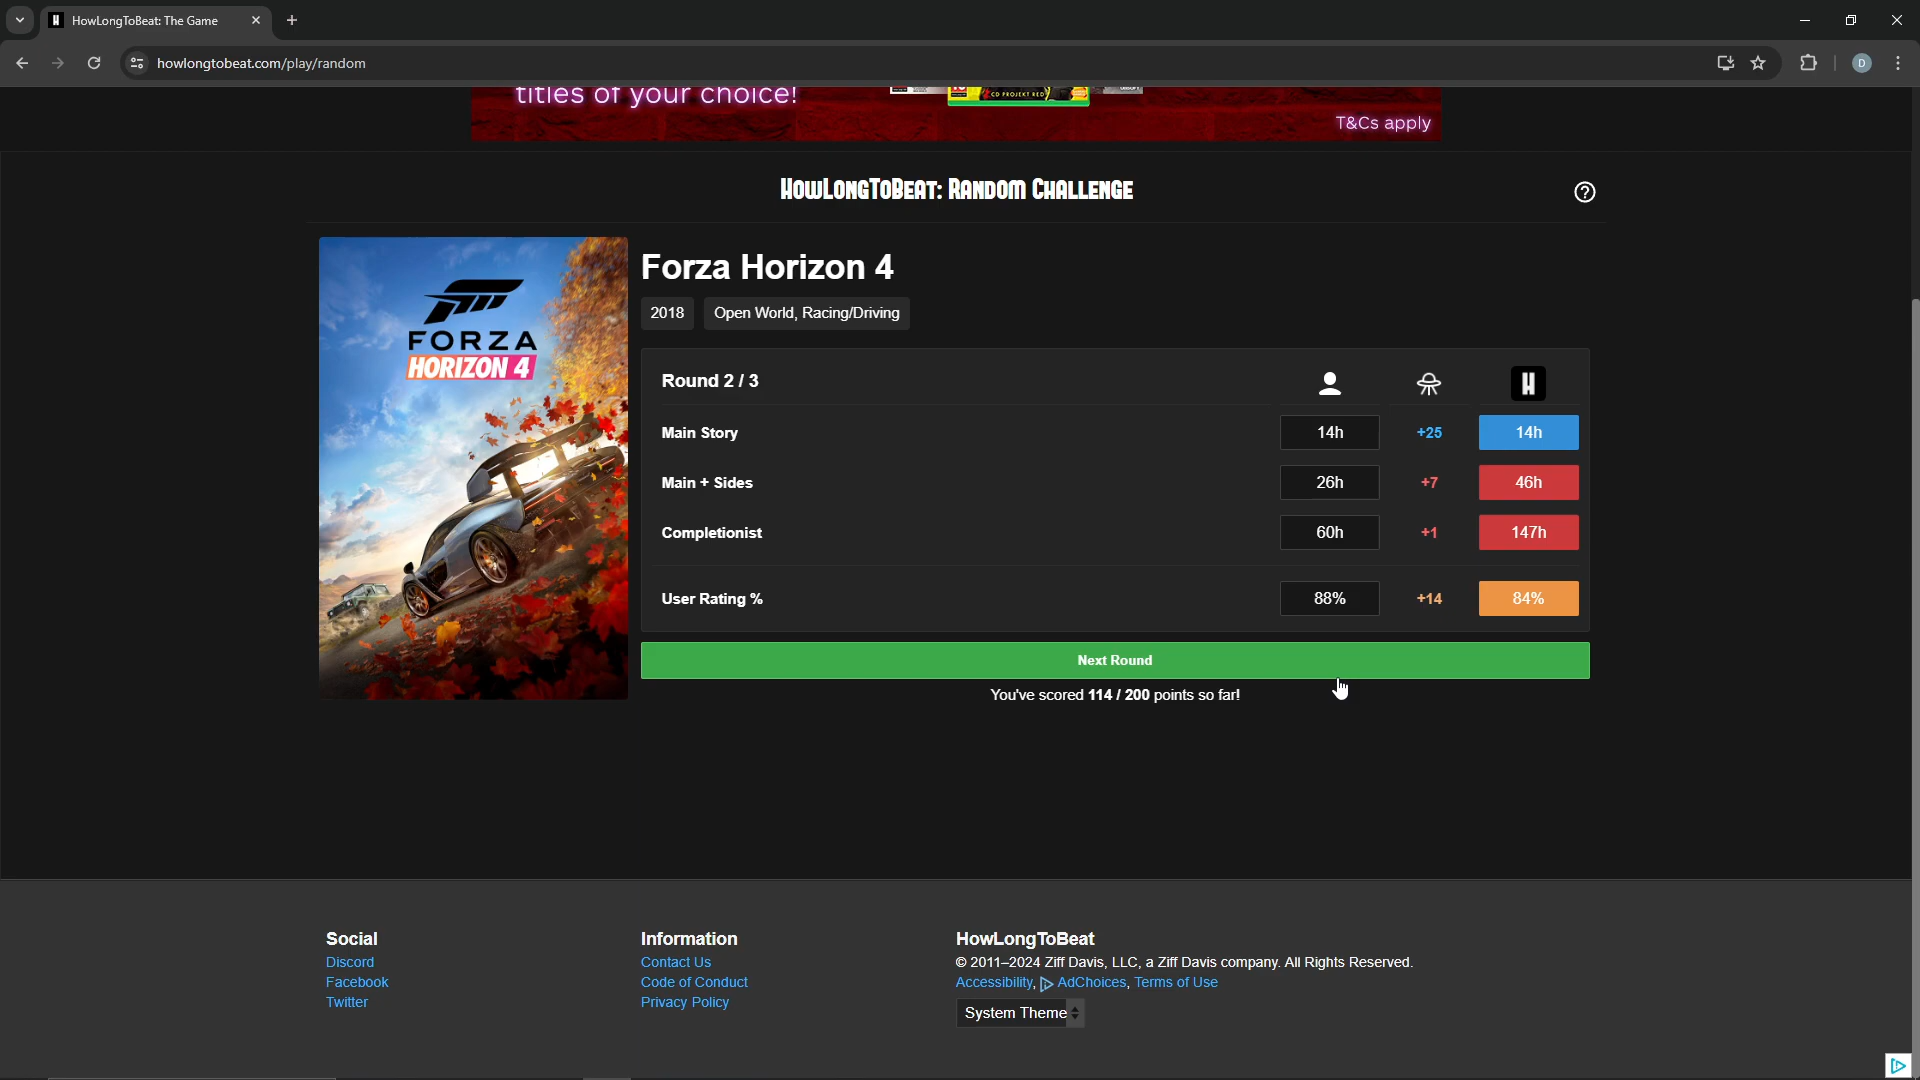 HowLongToBeat: The Game
howlongtobeat.com/play/random
D
titles of your choice!
CD PROJEKT RED
T&Cs apply
HowLongToBeat: Random Challenge
FORZA
HORIZON 4
Forza Horizon 4
2018 Open World, Racing/Driving
Round 2 / 3
Main Story 14h +25 14h
Main + Sides 26h +7 46h
Completionist 60h +1 147h
User Rating % 88% +14 84%
Next Round
You've scored 114 / 200 points so far!
Social
Discord
Facebook
Twitter
Information
Contact Us
Code of Conduct
Privacy Policy
HowLongToBeat
© 2011–2024 Ziff Davis, LLC, a Ziff Davis company. All Rights Reserved.
Accessibility, AdChoices, Terms of Use
System Theme